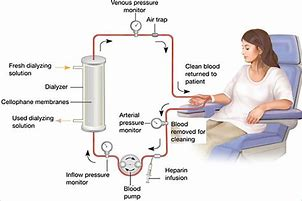 Venous pressure
monitor
Air trap
Fresh dialyzing
solution
Clean blood
returned to
patient
Dialyzer
Cellophane membranes
Arterial
pressure
monitor
Blood
removed for
cleaning
Used dialyzing
solution
Inflow pressure
monitor
Blood
pump
Heparin
infusion